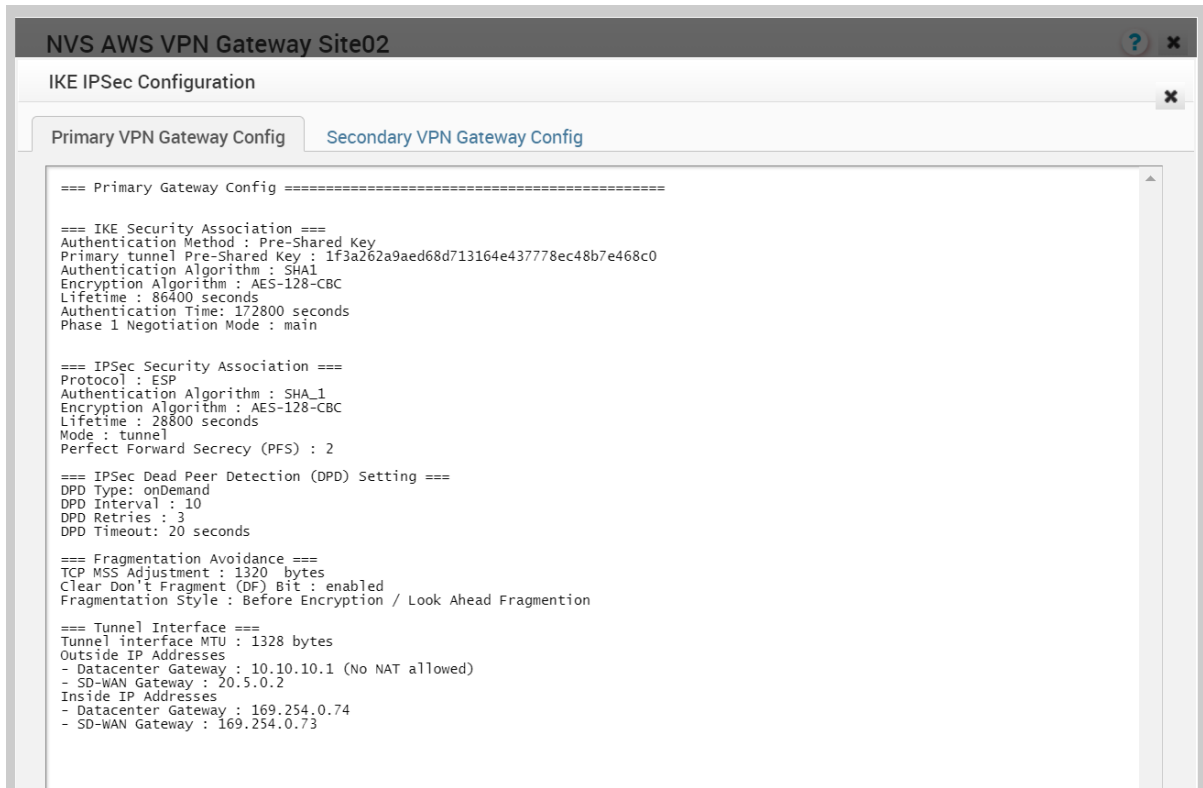 NVS AWS VPN Gateway Site02
?
IKE IPSec Configuration
Primary VPN Gateway Config Secondary VPN Gateway Config
=== Primary Gateway Config ==============================================
=== IKE Security Association ===
Authentication Method : Pre-Shared Key
Primary tunnel Pre-Shared Key : 1f3a262a9aed68d713164e437778ec48b7e468c0
Authentication Algorithm : SHA1
Encryption Algorithm : AES-128-CBC
Lifetime : 86400 seconds
Authentication Time: 172800 seconds
Phase 1 Negotiation Mode : main
=== IPSec Security Association ===
Protocol : ESP
Authentication Algorithm : SHA_1
Encryption Algorithm : AES-128-CBC
Lifetime : 28800 seconds
Mode : tunnel
Perfect Forward Secrecy (PFS) : 2
=== IPSec Dead Peer Detection (DPD) Setting ===
DPD Type: onDemand
DPD Interval : 10
DPD Retries : 3
DPD Timeout: 20 seconds
=== Fragmentation Avoidance ===
TCP MSS Adjustment : 1320  bytes
Clear Don't Fragment (DF) Bit : enabled
Fragmentation Style : Before Encryption / Look Ahead Fragmention
=== Tunnel Interface ===
Tunnel interface MTU : 1328 bytes
Outside IP Addresses
- Datacenter Gateway : 10.10.10.1 (No NAT allowed)
- SD-WAN Gateway : 20.5.0.2
Inside IP Addresses
- Datacenter Gateway : 169.254.0.74
- SD-WAN Gateway : 169.254.0.73